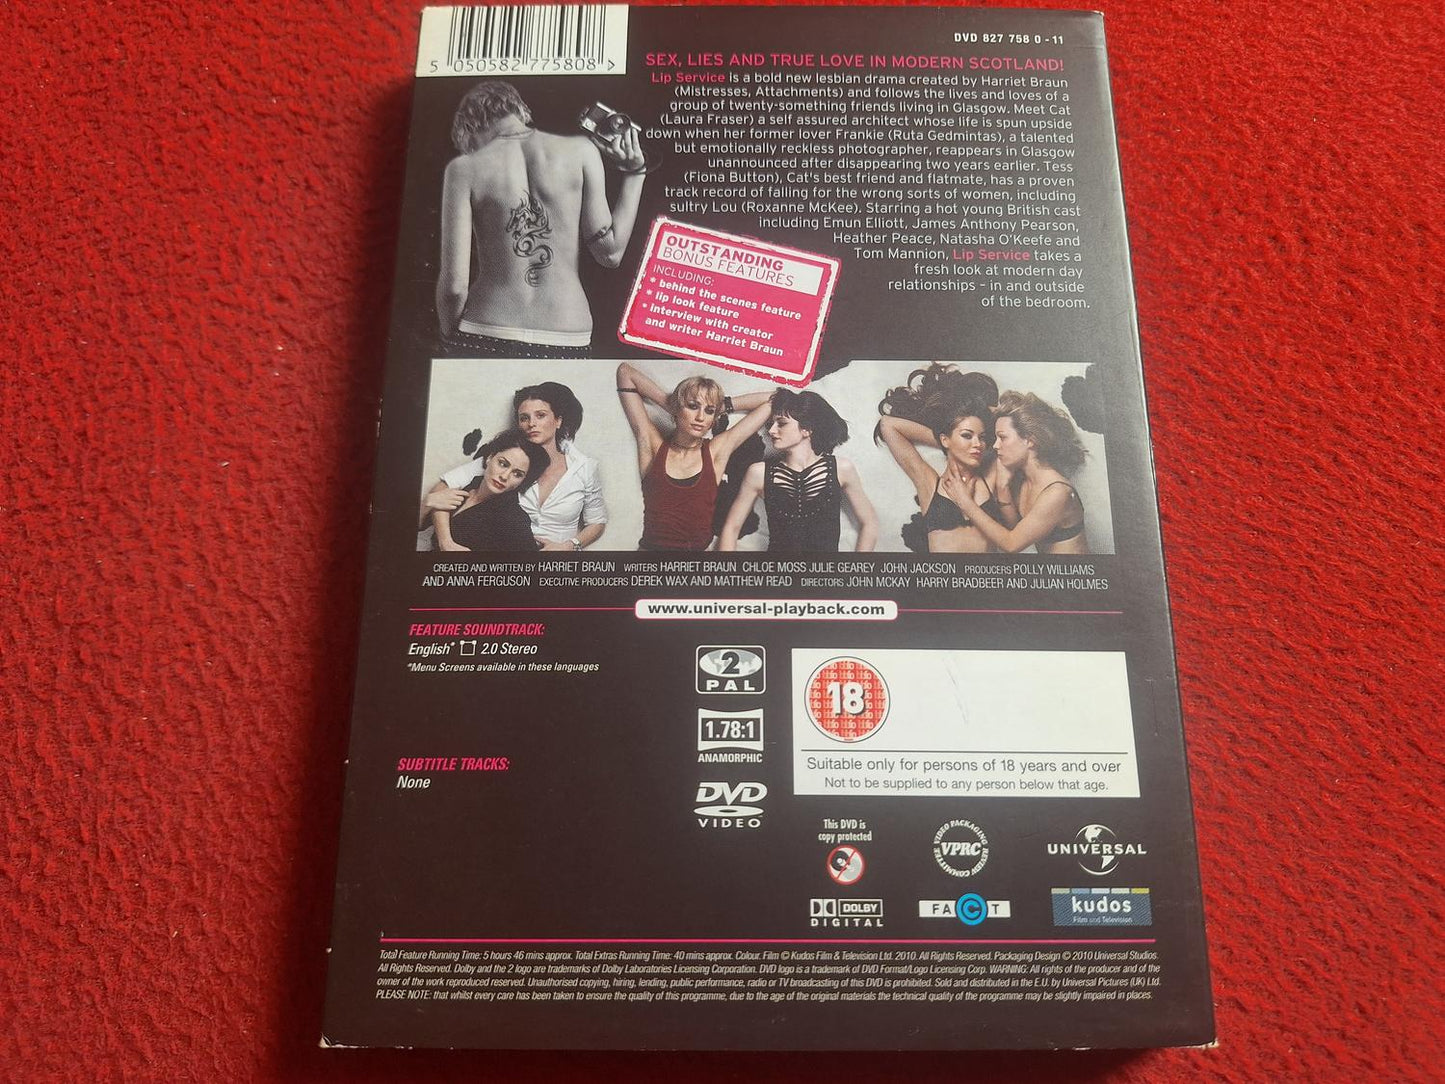 5 050582 775808 >
DVD 827 758 0 - 11
SEX, LIES AND TRUE LOVE IN MODERN SCOTLAND!
Lip Service is a bold new lesbian drama created by Harriet Braun
(Mistresses, Attachments) and follows the lives and loves of a
group of twenty-something friends living in Glasgow. Meet Cat
(Laura Fraser) a self assured architect whose life is spun upside
down when her former lover Frankie (Ruta Gedmintas), a talented
but emotionally reckless photographer, reappears in Glasgow
unannounced after disappearing two years earlier. Tess
(Fiona Button), Cat's best friend and flatmate, has a proven
track record of falling for the wrong sorts of women, including
sultry Lou (Roxanne McKee). Starring a hot young British cast
including Emun Elliott, James Anthony Pearson,
Heather Peace, Natasha O'Keefe and
Tom Mannion, Lip Service takes a
fresh look at modern day
relationships - in and outside
of the bedroom.
OUTSTANDING
BONUS FEATURES
INCLUDING:
* behind the scenes feature
* lip look feature
* interview with creator
and writer Harriet Braun
CREATED AND WRITTEN BY HARRIET BRAUN WRITERS HARRIET BRAUN CHLOE MOSS JULIE GEAREY JOHN JACKSON PRODUCERS POLLY WILLIAMS
AND ANNA FERGUSON EXECUTIVE PRODUCERS DEREK WAX AND MATTHEW READ DIRECTORS JOHN MCKAY HARRY BRADBEER AND JULIAN HOLMES
www.universal-playback.com
FEATURE SOUNDTRACK:
English* 2.0 Stereo
*Menu Screens available in these languages
SUBTITLE TRACKS:
None
2
PAL
1.78:1
ANAMORPHIC
DVD
VIDEO
18
Suitable only for persons of 18 years and over
Not to be supplied to any person below that age.
This DVD is
copy protected
DOLBY
DIGITAL
VIDEO PACKAGING REVIEW COMMITTEE
VPRC
FACT
UNIVERSAL
kudos
Film and Television
Total Feature Running Time: 5 hours 46 mins approx. Total Extras Running Time: 40 mins approx. Colour. Film © Kudos Film & Television Ltd. 2010. All Rights Reserved. Packaging Design © 2010 Universal Studios.
All Rights Reserved. Dolby and the 2 logo are trademarks of Dolby Laboratories Licensing Corporation. DVD logo is a trademark of DVD Format/Logo Licensing Corp. WARNING: All rights of the producer and of the
owner of the work reproduced reserved. Unauthorised copying, hiring, lending, public performance, radio or TV broadcasting of this DVD is prohibited. Sold and distributed in the E.U. by Universal Pictures (UK) Ltd.
PLEASE NOTE: that whilst every care has been taken to ensure the quality of this programme, due to the age of the original materials the technical quality of the programme may be slightly impaired in places.